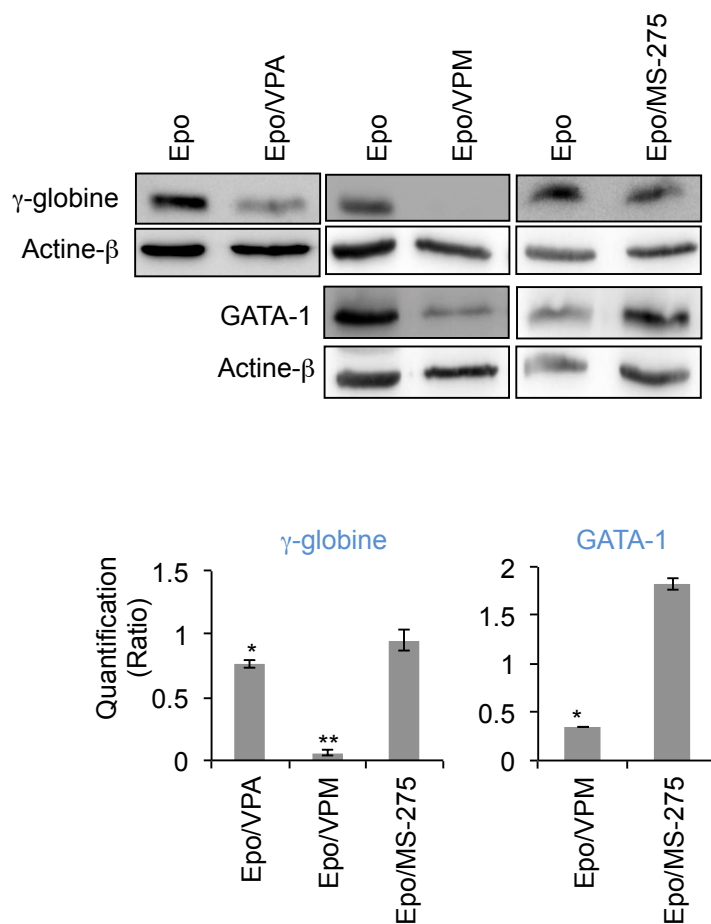 Epo
Epo/VPA
Epo
Epo/VPM
Epo
Epo/MS-275
γ-globine
Actine-β
GATA-1
Actine-β
γ-globine
GATA-1
Quantification
(Ratio)
1.5
1
0.5
0
*
**
Epo/VPA
Epo/VPM
Epo/MS-275
2
1.5
1
0.5
0
*
Epo/VPM
Epo/MS-275